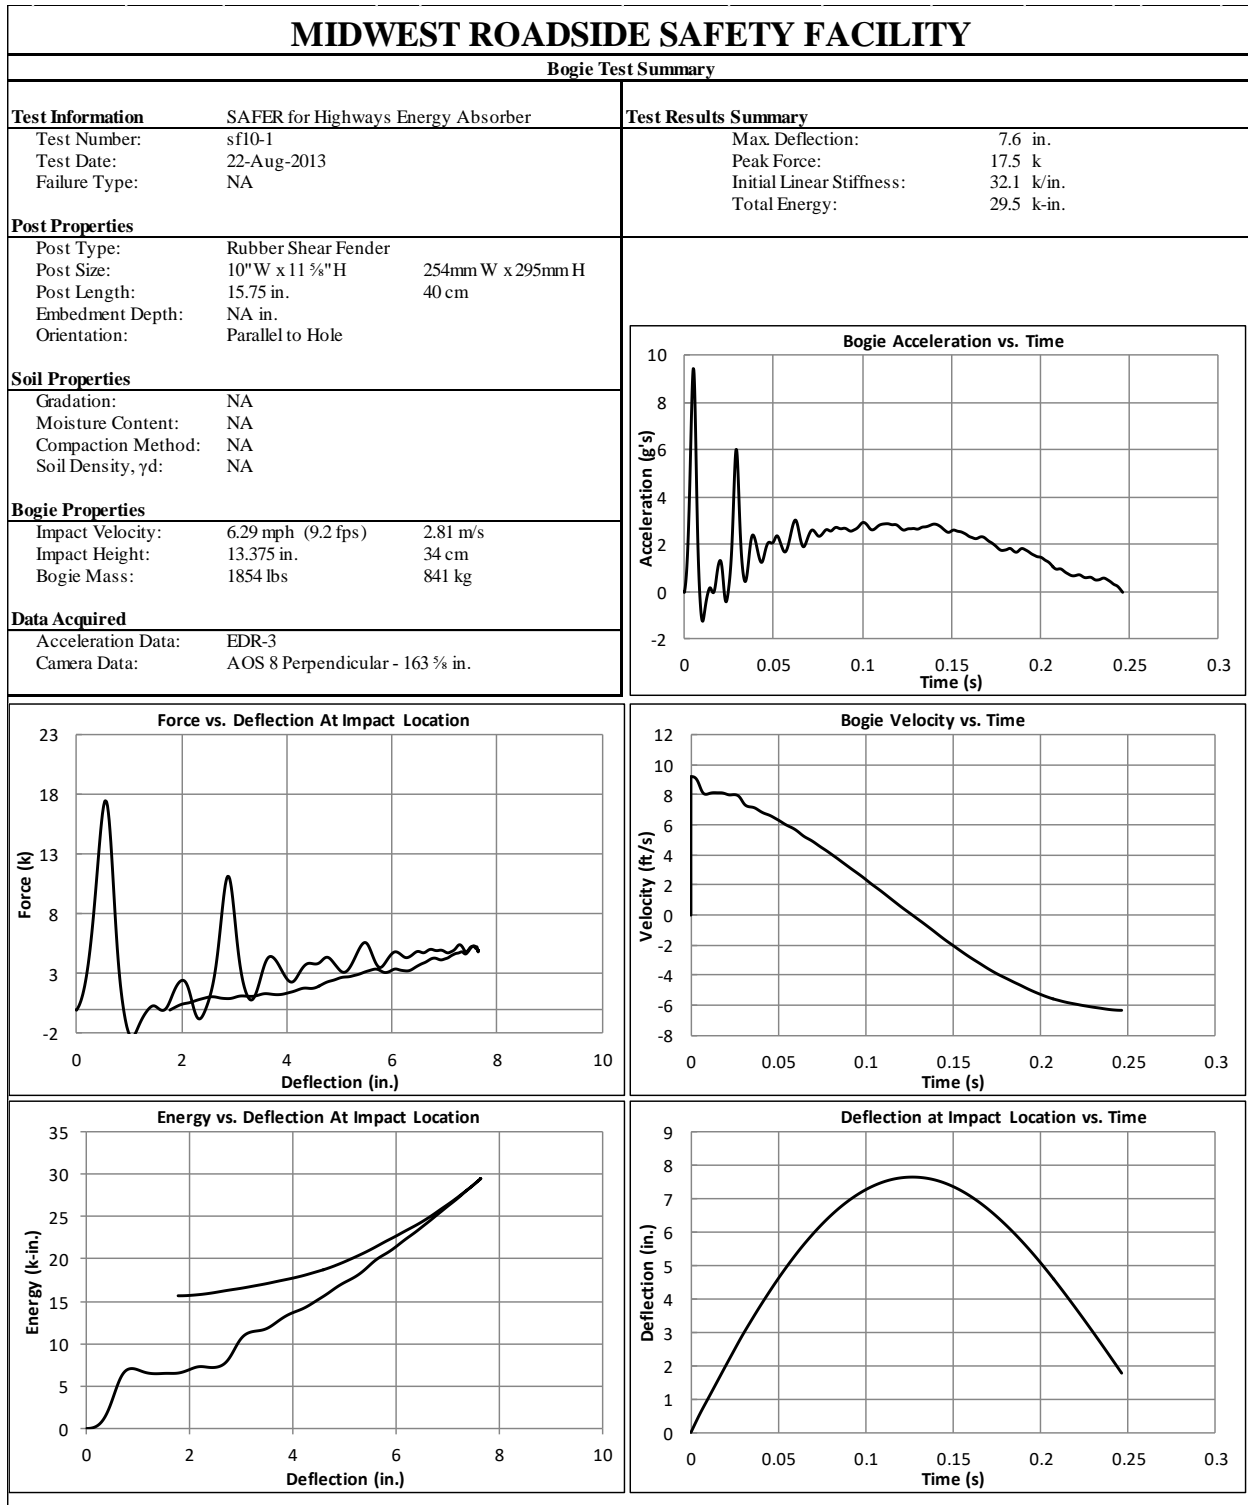 MIDWEST ROADSIDE SAFETY FACILITY
Bogie Test Summary
Test Information SAFER for Highways Energy Absorber
Test Number: sf10-1
Test Date: 22-Aug-2013
Failure Type: NA
Post Properties
Post Type: Rubber Shear Fender
Post Size: 10"W x 11 ⅝"H 254mm W x 295mm H
Post Length: 15.75 in. 40 cm
Embedment Depth: NA in.
Orientation: Parallel to Hole
Soil Properties
Gradation: NA
Moisture Content: NA
Compaction Method: NA
Soil Density, γd: NA
Bogie Properties
Impact Velocity: 6.29 mph (9.2 fps) 2.81 m/s
Impact Height: 13.375 in. 34 cm
Bogie Mass: 1854 lbs 841 kg
Data Acquired
Acceleration Data: EDR-3
Camera Data: AOS 8 Perpendicular - 163 ⅝ in.
Test Results Summary
Max. Deflection: 7.6 in.
Peak Force: 17.5 k
Initial Linear Stiffness: 32.1 k/in.
Total Energy: 29.5 k-in.
Bogie Acceleration vs. Time
Acceleration (g's)
10
8
6
4
2
0
-2
0 0.05 0.1 0.15 0.2 0.25 0.3
Time (s)
Force vs. Deflection At Impact Location
Force (k)
23
18
13
8
3
-2
0 2 4 6 8 10
Deflection (in.)
Bogie Velocity vs. Time
Velocity (ft/s)
12
10
8
6
4
2
0
-2
-4
-6
-8
0 0.05 0.1 0.15 0.2 0.25 0.3
Time (s)
Energy vs. Deflection At Impact Location
Energy (k-in.)
35
30
25
20
15
10
5
0
0 2 4 6 8 10
Deflection (in.)
Deflection at Impact Location vs. Time
Deflection (in.)
9
8
7
6
5
4
3
2
1
0
0 0.05 0.1 0.15 0.2 0.25 0.3
Time (s)